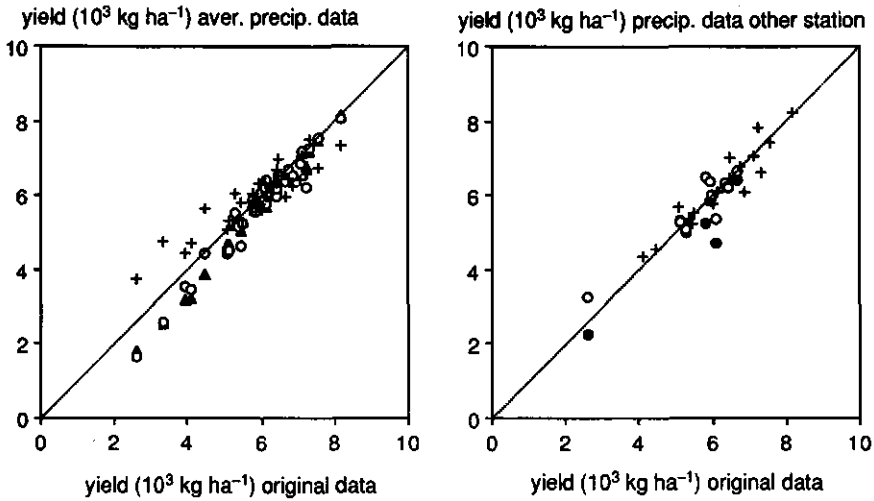 yield (10³ kg ha⁻¹) aver. precip. data
10
8
6
4
2
0
0 2 4 6 8 10
yield (10³ kg ha⁻¹) original data
yield (10³ kg ha⁻¹) precip. data other station
10
8
6
4
2
0
0 2 4 6 8 10
yield (10³ kg ha⁻¹) original data